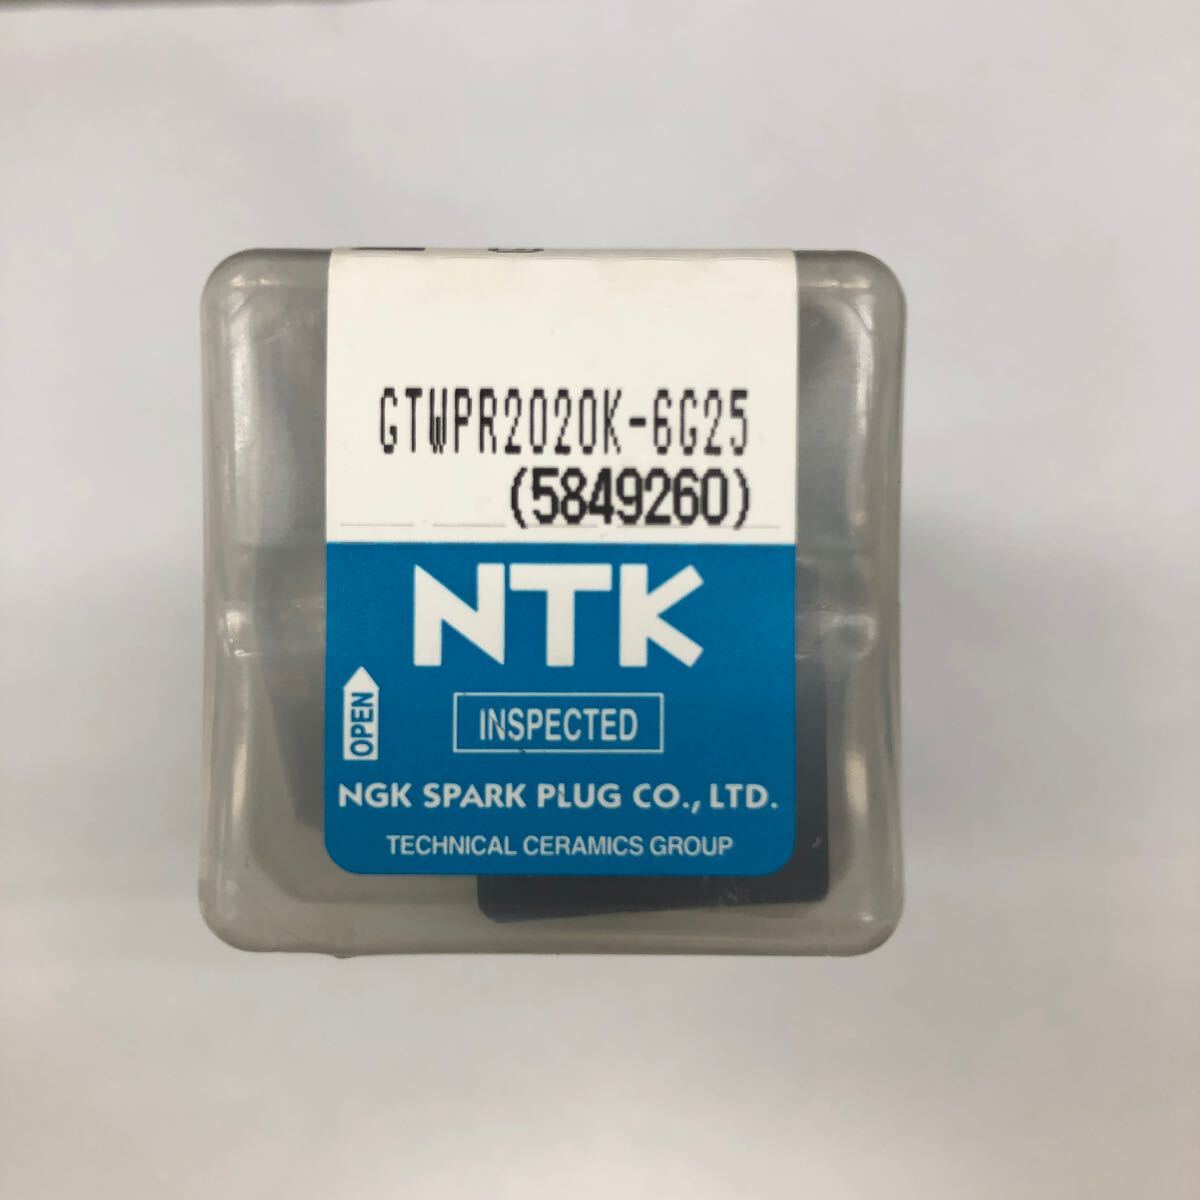 GTWPR2020K-6G25
(5849260)
NTK
OPEN
INSPECTED
NGK SPARK PLUG CO., LTD.
TECHNICAL CERAMICS GROUP